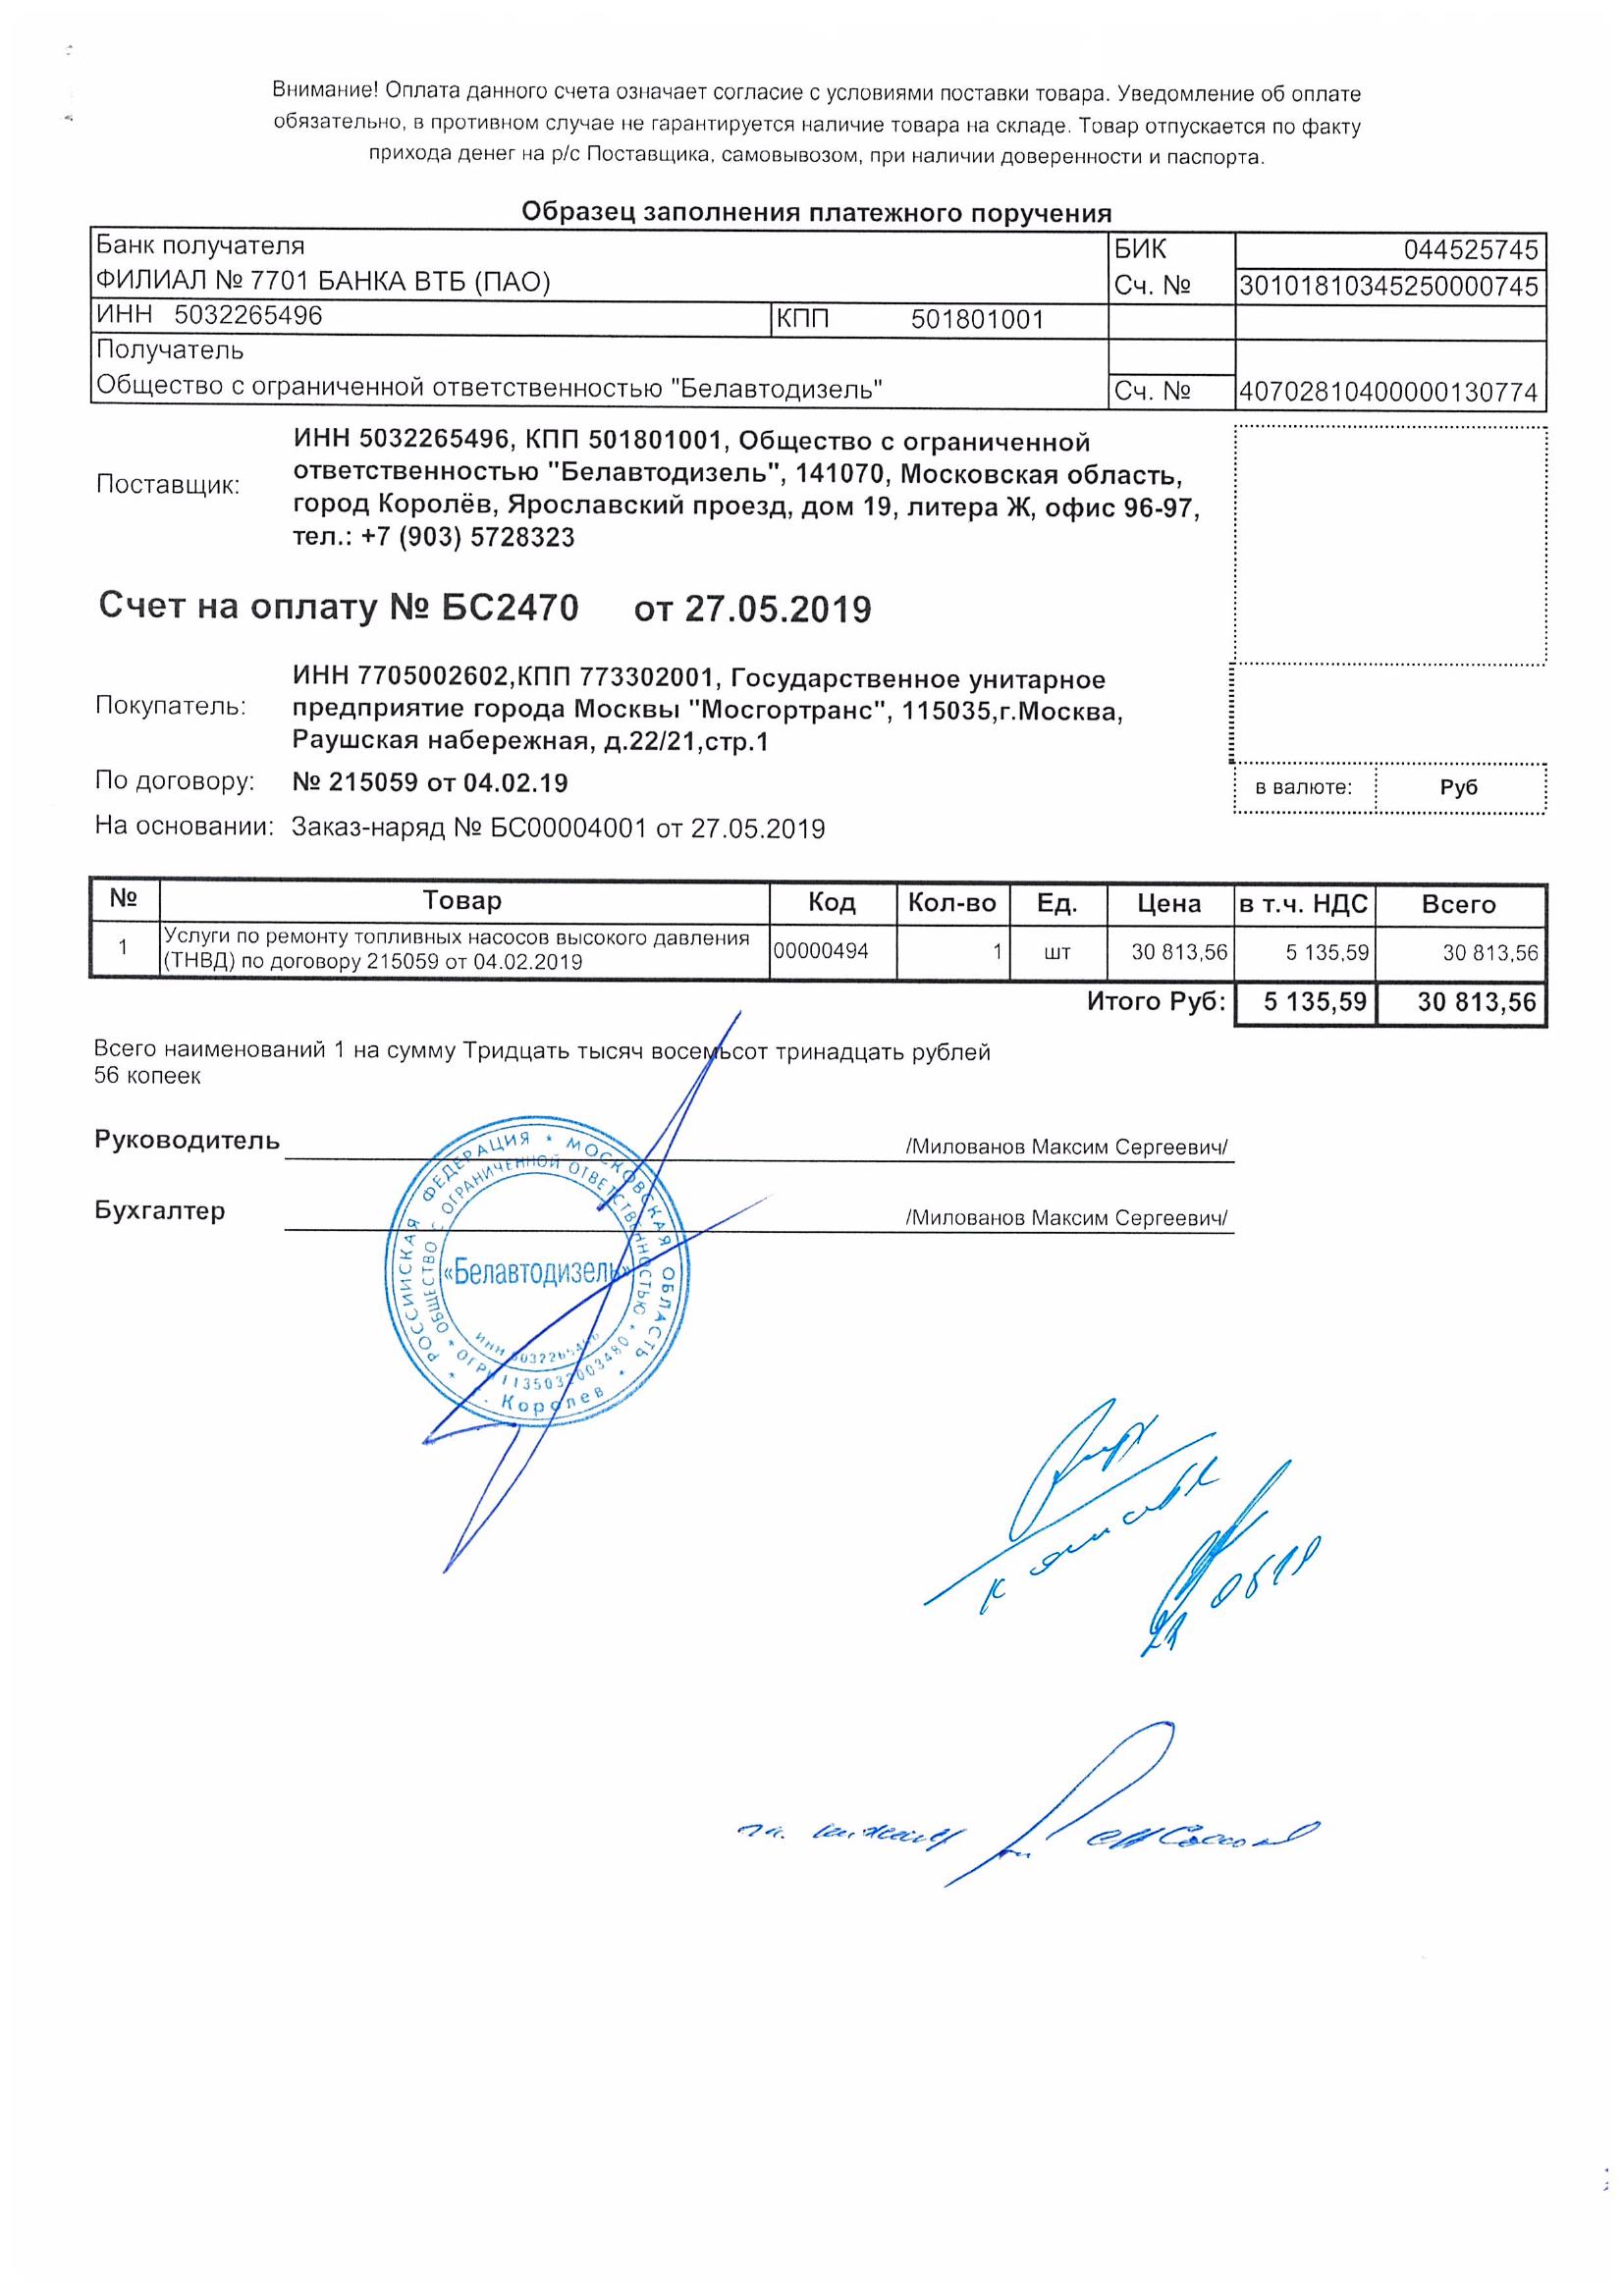 Внимание! Оплата данного счета означает согласие с условиями поставки товара. Уведомление об оплате
обязательно, в противном случае не гарантируется наличие товара на складе. Товар отпускается по факту
прихода денег на р/с Поставщика, самовывозом, при наличии доверенности и паспорта.
Образец заполнения платежного поручения
Банк получателя БИК 044525745
ФИЛИАЛ № 7701 БАНКА ВТБ (ПАО) Сч. № 30101810345250000745
ИНН 5032265496 КПП 501801001
Получатель
Общество с ограниченной ответственностью "Белавтодизель" Сч. № 40702810400000130774
Поставщик:
ИНН 5032265496, КПП 501801001, Общество с ограниченной
ответственностью "Белавтодизель", 141070, Московская область,
город Королёв, Ярославский проезд, дом 19, литера Ж, офис 96-97,
тел.: +7 (903) 5728323
Счет на оплату № БС2470 от 27.05.2019
Покупатель:
ИНН 7705002602,КПП 773302001, Государственное унитарное
предприятие города Москвы "Мосгортранс", 115035,г.Москва,
Раушская набережная, д.22/21,стр.1
По договору: № 215059 от 04.02.19
в валюте: Руб
На основании: Заказ-наряд № БС00004001 от 27.05.2019
№ Товар Код Кол-во Ед. Цена в т.ч. НДС Всего
1 Услуги по ремонту топливных насосов высокого давления
(ТНВД) по договору 215059 от 04.02.2019 00000494 1 шт 30 813,56 5 135,59 30 813,56
Итого Руб: 5 135,59 30 813,56
Всего наименований 1 на сумму Тридцать тысяч восемьсот тринадцать рублей
56 копеек
Руководитель /Милованов Максим Сергеевич/
Бухгалтер /Милованов Максим Сергеевич/
* РОССИЙСКАЯ ФЕДЕРАЦИЯ * МОСКОВСКАЯ ОБЛАСТЬ *
г. Королев
ОБЩЕСТВО С ОГРАНИЧЕННОЙ ОТВЕТСТВЕННОСТЬЮ
* ОГРН 1135032003480 *
«Белавтодизель»
ИНН 5032265496